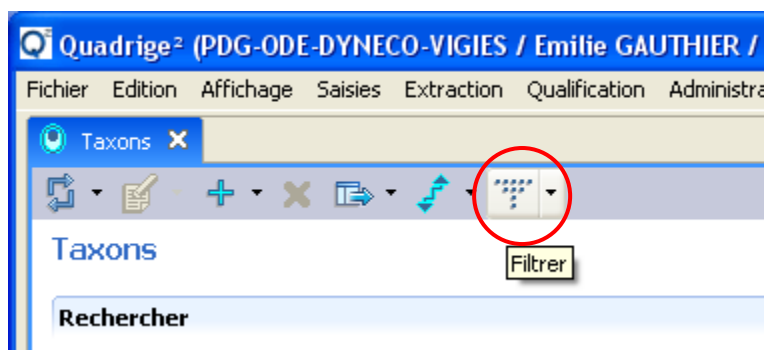 Quadrige² (PDG-ODE-DYNECO-VIGIES / Emilie GAUTHIER /
Fichier Edition Affichage Saisies Extraction Qualification Administra
Taxons
Taxons
Filtrer
Rechercher